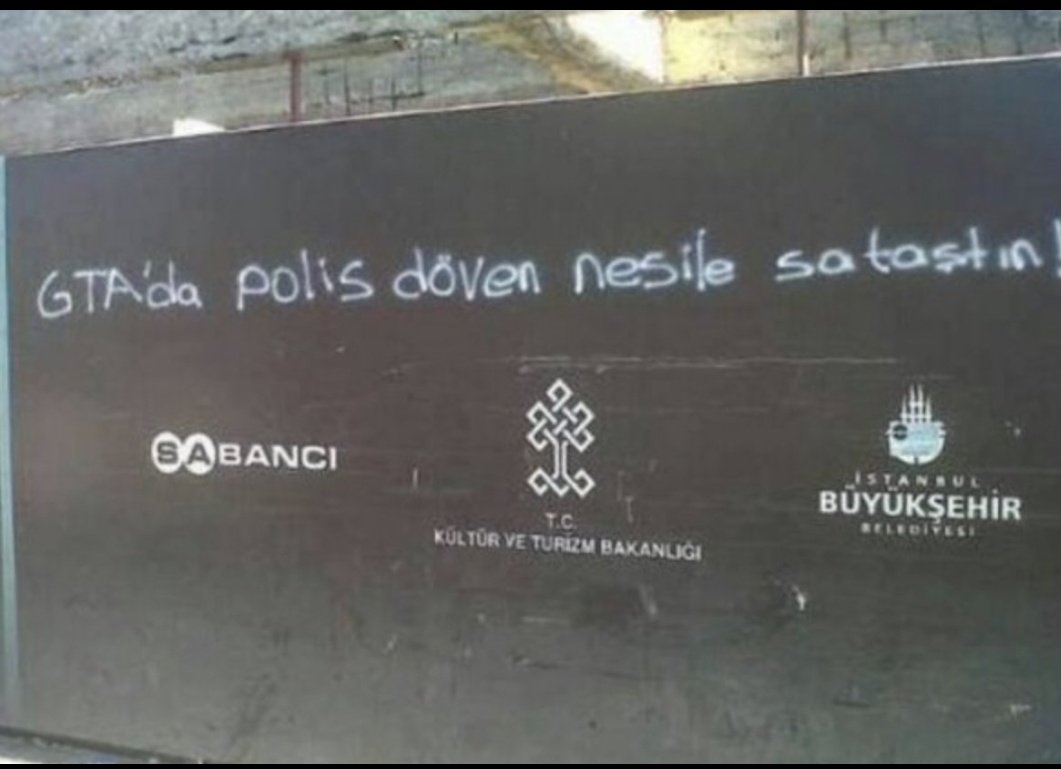 GTA'da polis döven nesile sataştın!
SABANCI
T.C.
KÜLTÜR VE TURİZM BAKANLIĞI
İSTANBUL
BÜYÜKŞEHİR
BELEDİYESİ